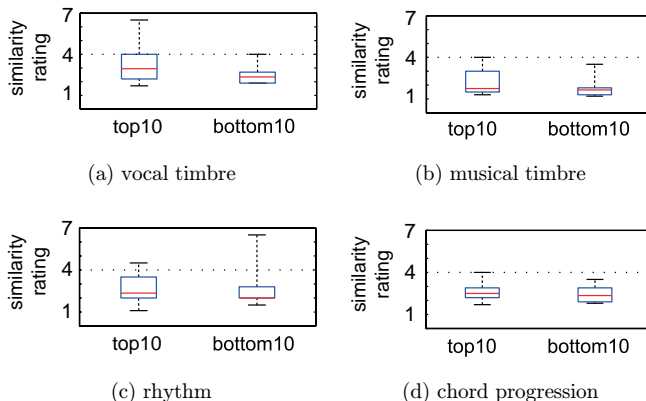 similarity rating
7
4
1
top10 bottom10
(a) vocal timbre
similarity rating
7
4
1
top10 bottom10
(b) musical timbre
similarity rating
7
4
1
top10 bottom10
(c) rhythm
similarity rating
7
4
1
top10 bottom10
(d) chord progression